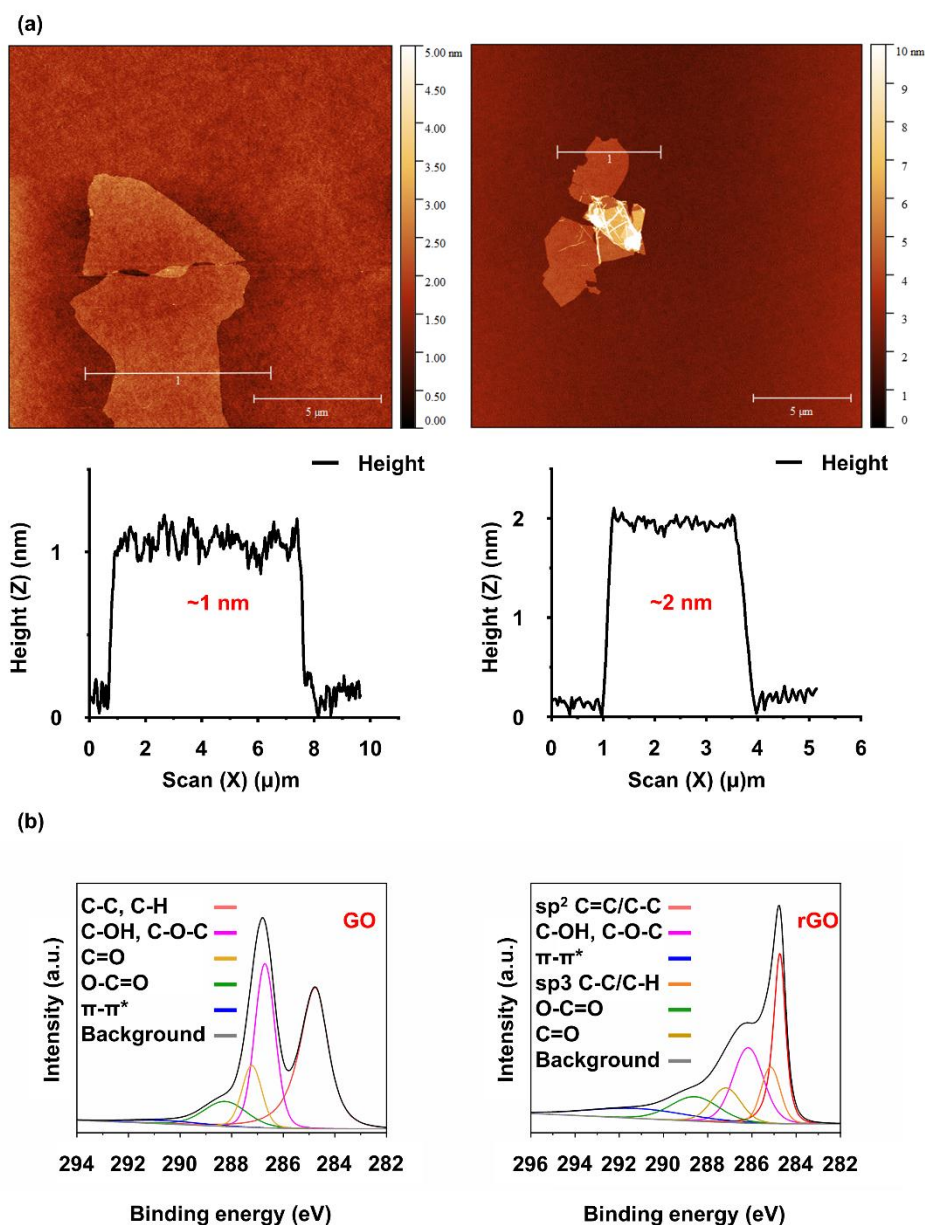 (a)
5.00 nm
4.50
4.00
3.50
3.00
2.50
2.00
1.50
1.00
0.50
0.00
1
5 µm
10 nm
9
8
7
6
5
4
3
2
1
0
1
5 µm
Height
Height (Z) (nm)
1
0
~1 nm
0 2 4 6 8 10
Scan (X) (µ)m
Height
Height (Z) (nm)
2
1
0
~2 nm
0 1 2 3 4 5 6
Scan (X) (µ)m
(b)
GO
C-C, C-H
C-OH, C-O-C
C=O
O-C=O
π-π*
Background
Intensity (a.u.)
294 292 290 288 286 284 282
Binding energy (eV)
rGO
sp² C=C/C-C
C-OH, C-O-C
π-π*
sp3 C-C/C-H
O-C=O
C=O
Background
Intensity (a.u.)
296 294 292 290 288 286 284 282
Binding energy (eV)